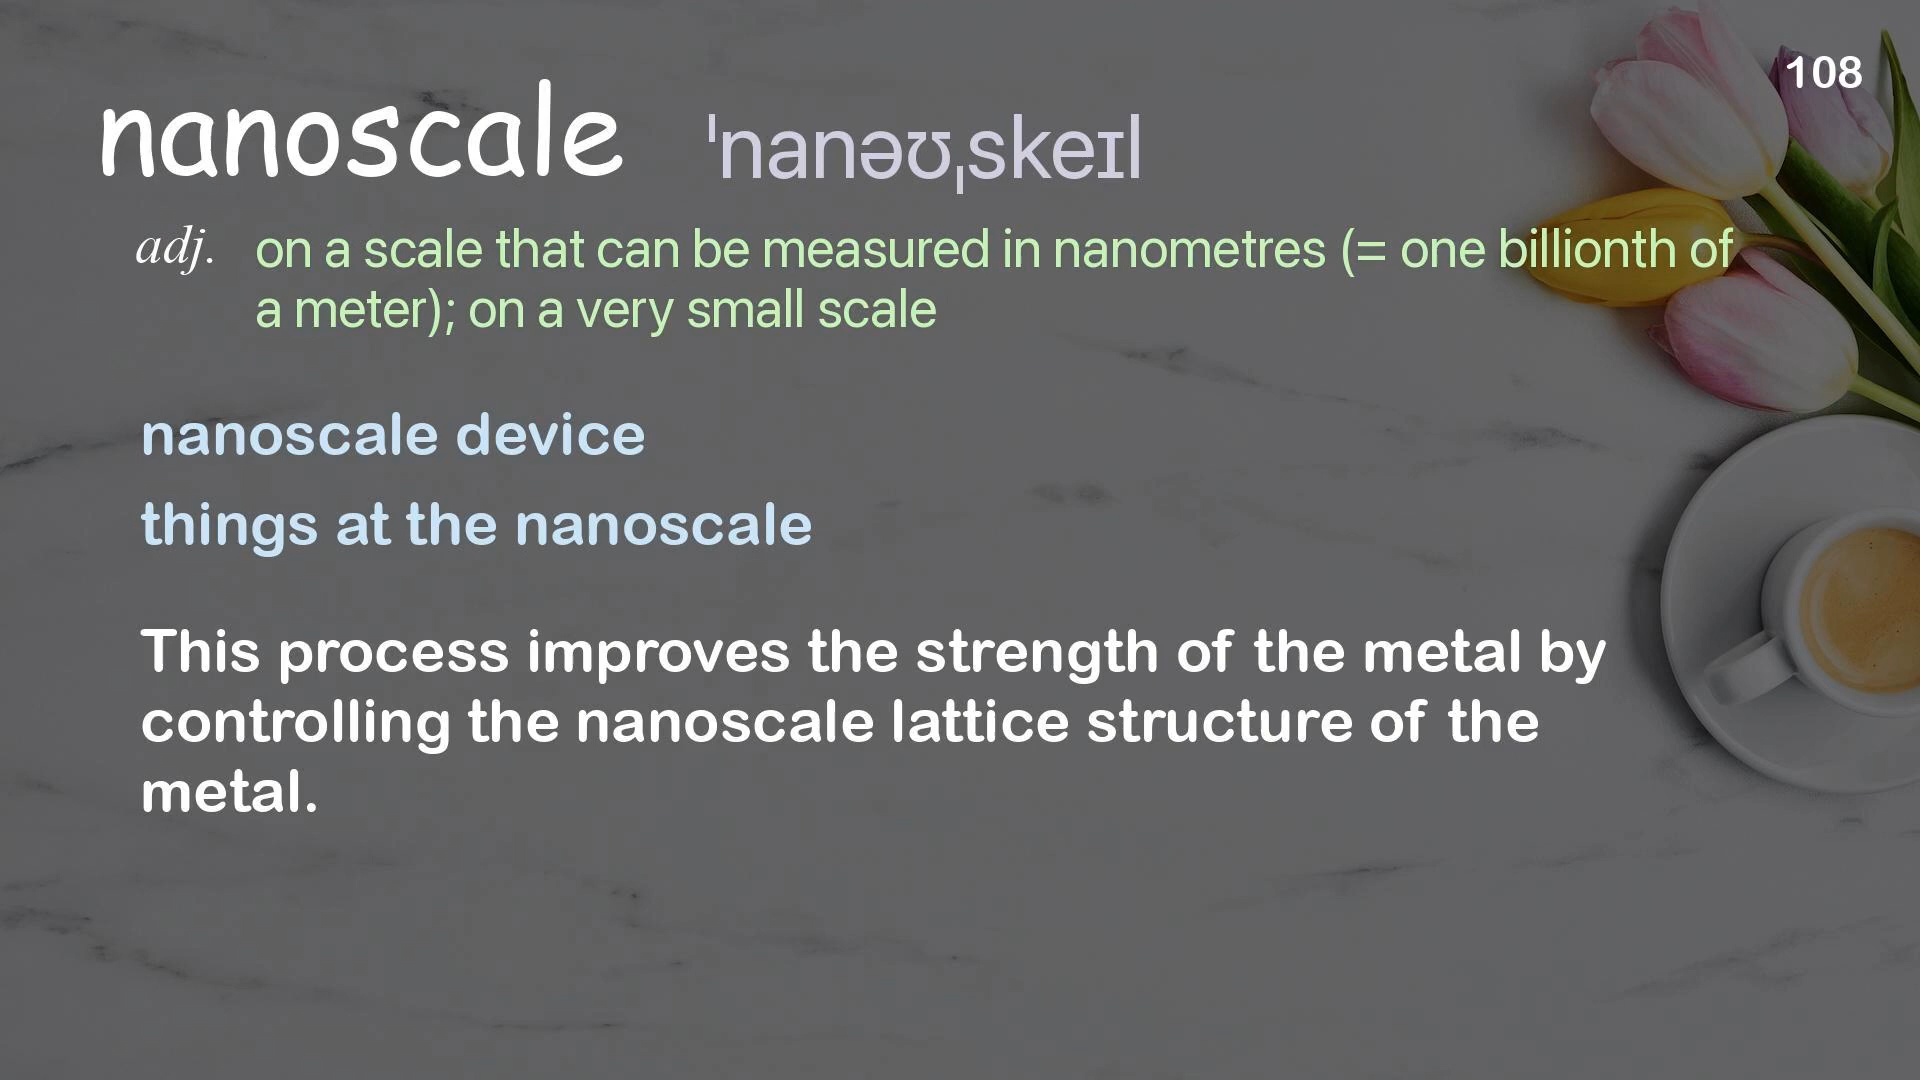 108
nanoscale ˈnanəʊˌskeɪl
adj. on a scale that can be measured in nanometres (= one billionth of
a meter); on a very small scale
nanoscale device
things at the nanoscale
This process improves the strength of the metal by
controlling the nanoscale lattice structure of the
metal.